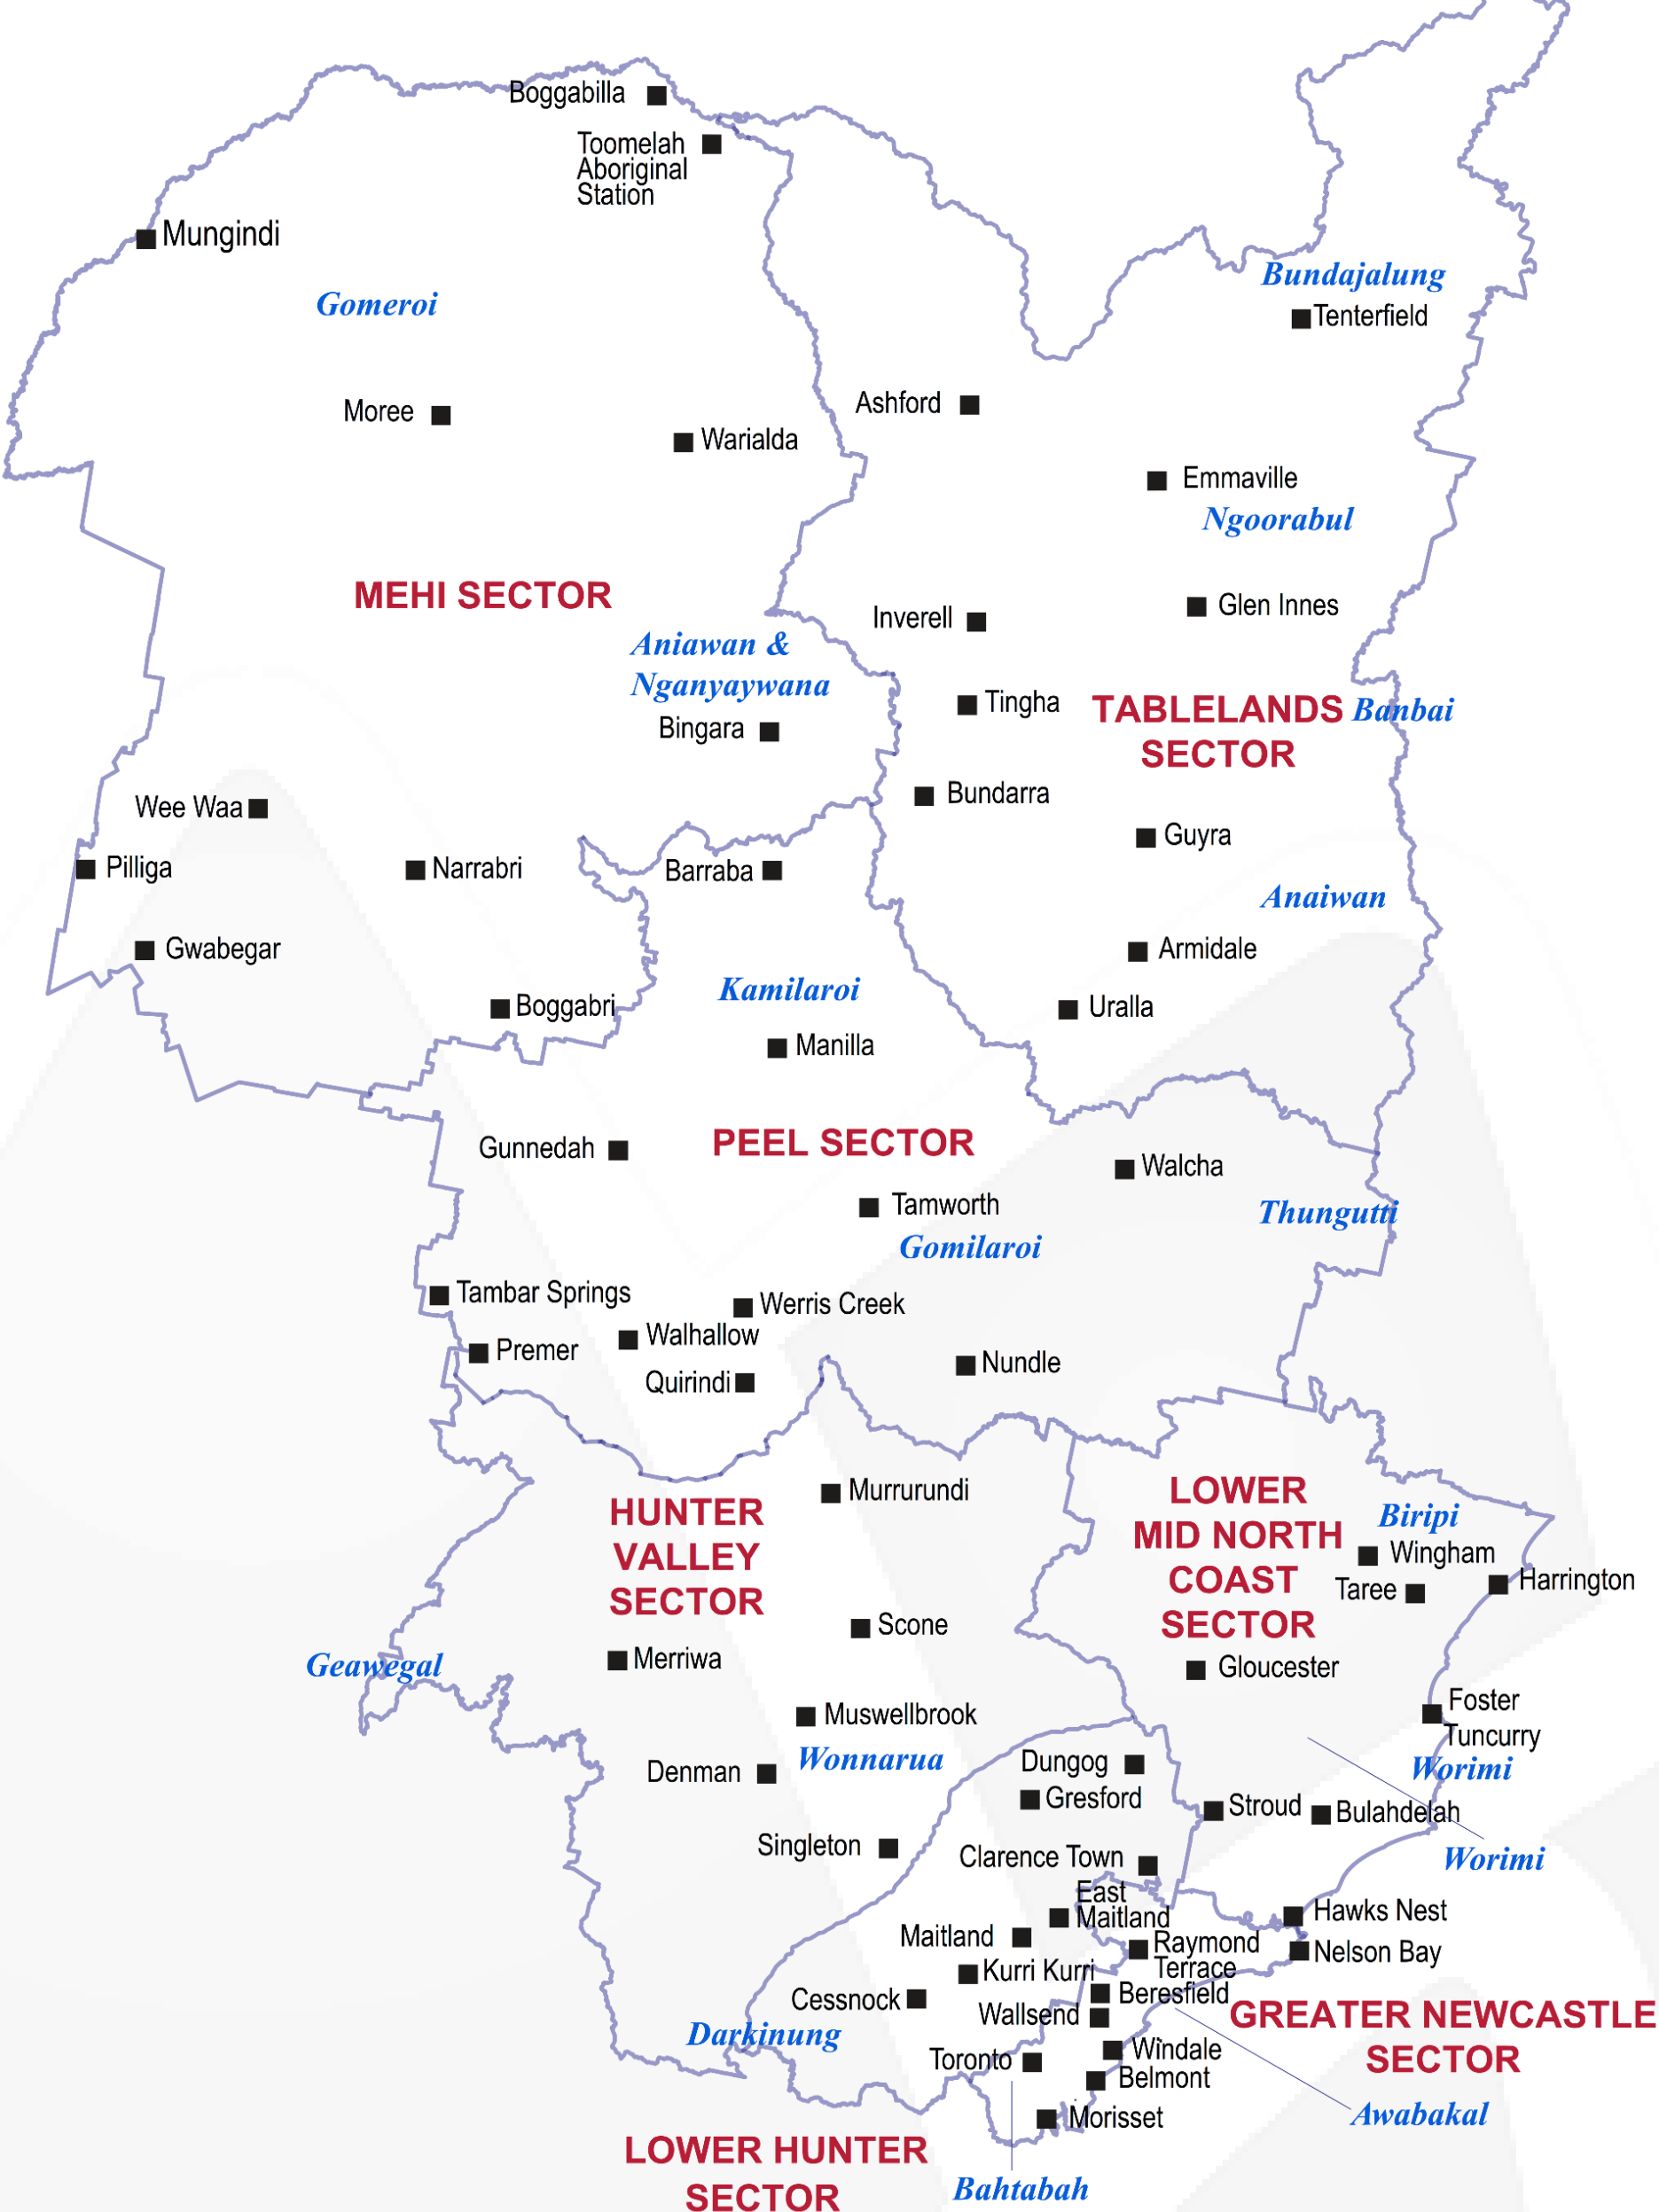 Boggabilla
Toomelah
Aboriginal
Station
Mungindi
Bundajalung
Gomeroi
Tenterfield
Ashford
Moree
Warialda
Emmaville
Ngoorabul
MEHI SECTOR
Glen Innes
Inverell
Aniawan &
Nganyaywana
Tingha
TABLELANDS
SECTOR
Banbai
Bingara
Bundarra
Wee Waa
Guyra
Pilliga
Narrabri
Barraba
Anaiwan
Gwabegar
Armidale
Kamilaroi
Boggabri
Uralla
Manilla
PEEL SECTOR
Gunnedah
Walcha
Tamworth
Thungutti
Gomilaroi
Tambar Springs
Werris Creek
Walhallow
Premer
Nundle
Quirindi
Murrurundi
LOWER
MID NORTH
COAST
SECTOR
HUNTER
VALLEY
SECTOR
Biripi
Wingham
Harrington
Taree
Scone
Merriwa
Geawegal
Gloucester
Foster
Tuncurry
Muswellbrook
Wonnarua
Dungog
Worimi
Denman
Gresford
Stroud
Bulahdelah
Singleton
Clarence Town
Worimi
East
Maitland
Hawks Nest
Maitland
Raymond
Terrace
Nelson Bay
Kurri Kurri
Beresfield
Cessnock
Wallsend
GREATER NEWCASTLE
SECTOR
Darkinung
Windale
Toronto
Belmont
Awabakal
Morisset
LOWER HUNTER
SECTOR
Bahtabah